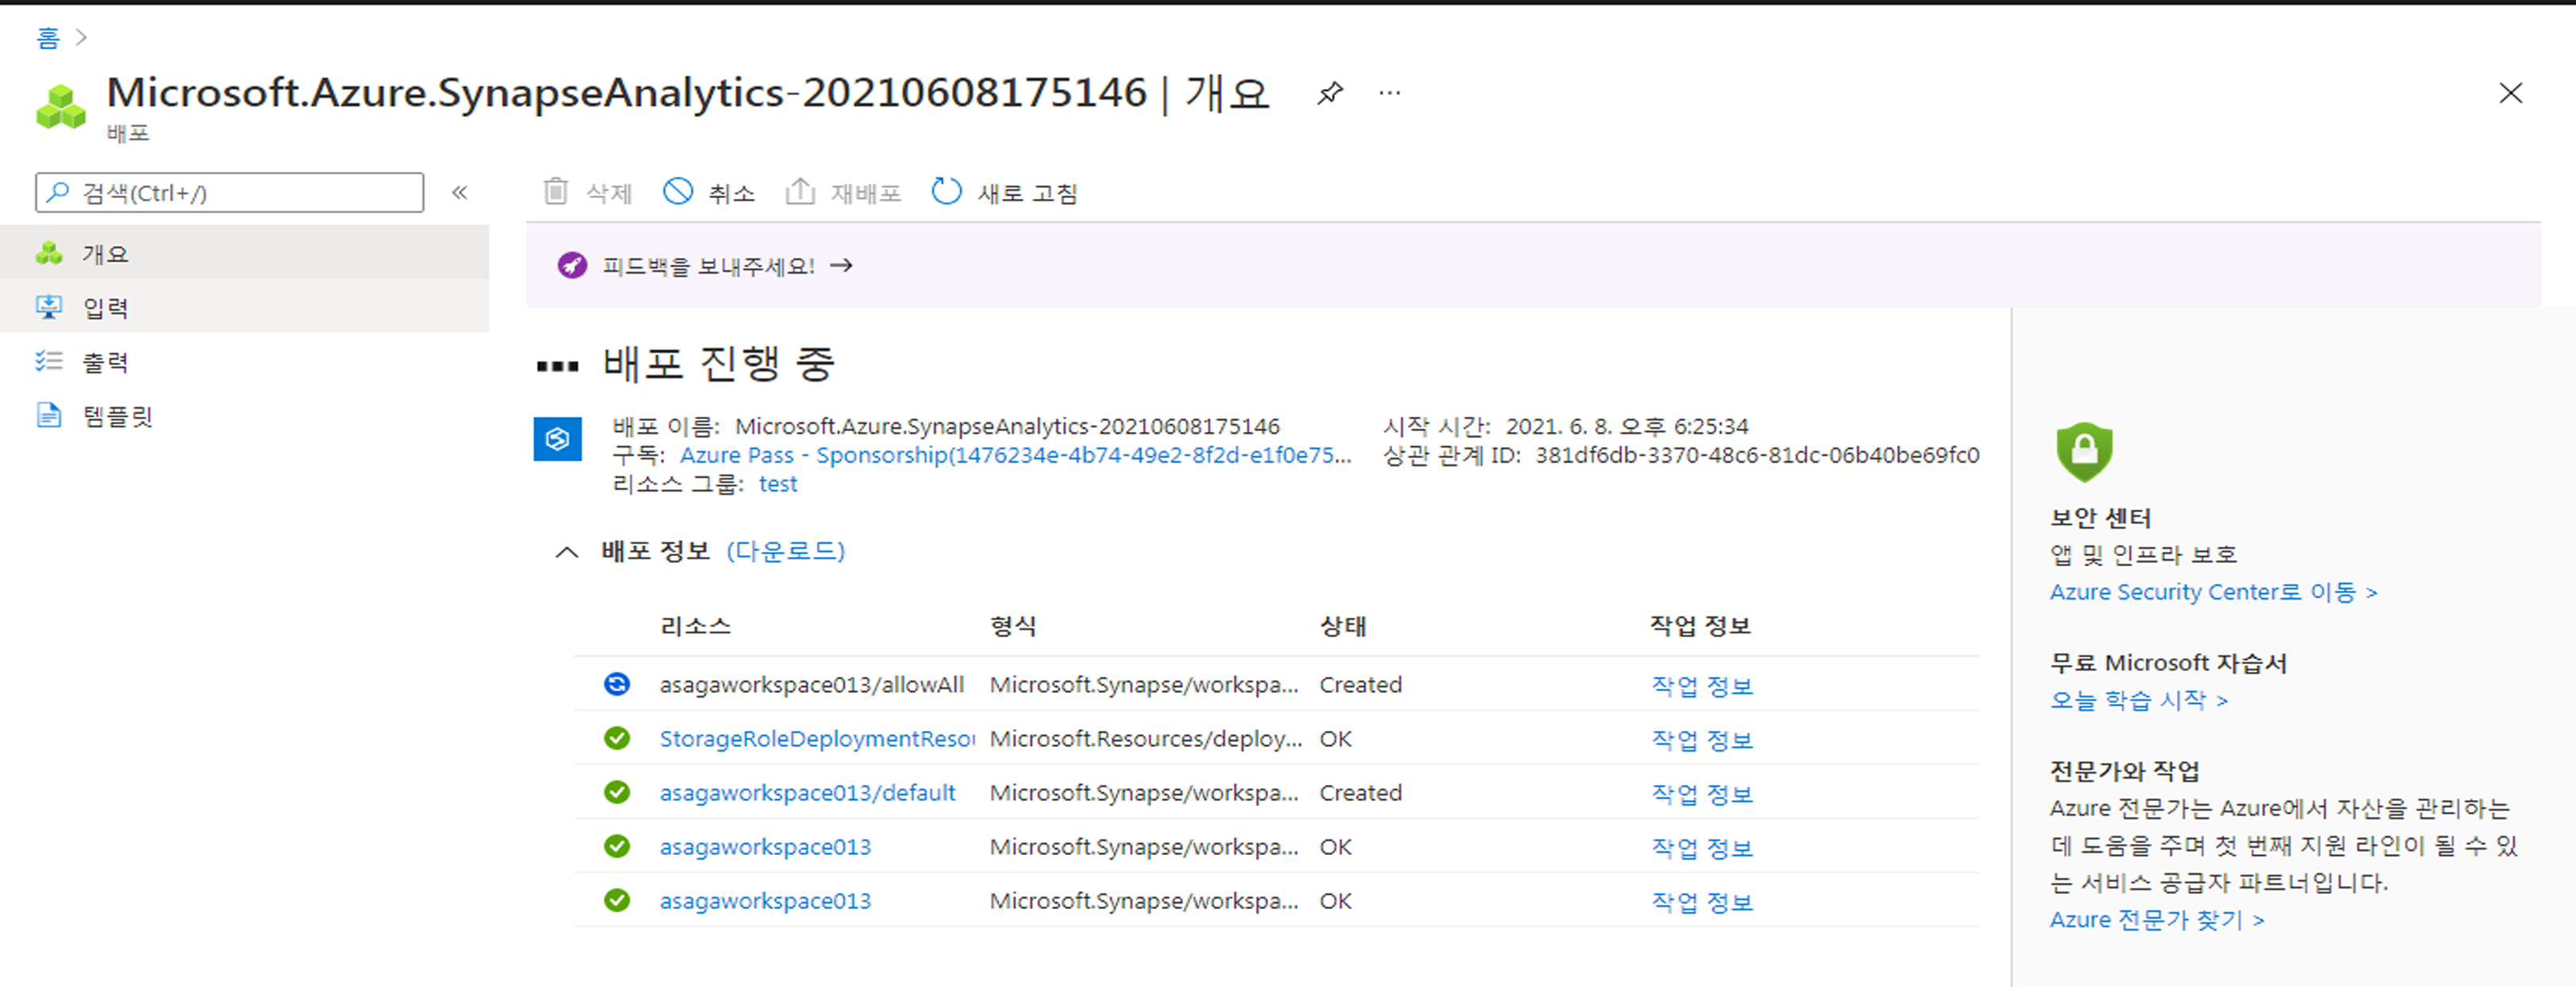 홈
Microsoft.Azure.SynapseAnalytics-20210608175146 | 개요 ...
배포
검색(Ctrl+/) «
삭제 취소 재배포 새로 고침
개요
입력
출력
템플릿
피드백을 보내주세요! →
배포 진행 중
배포 이름: Microsoft.Azure.SynapseAnalytics-20210608175146
구독: Azure Pass - Sponsorship(1476234e-4b74-49e2-8f2d-e1f0e75...
리소스 그룹: test
시작 시간: 2021. 6. 8. 오후 6:25:34
상관 관계 ID: 381df6db-3370-48c6-81dc-06b40be69fc0
배포 정보 (다운로드)
리소스 형식 상태 작업 정보
asagaworkspace013/allowAll Microsoft.Synapse/workspa... Created 작업 정보
StorageRoleDeploymentResou Microsoft.Resources/deploy... OK 작업 정보
asagaworkspace013/default Microsoft.Synapse/workspa... Created 작업 정보
asagaworkspace013 Microsoft.Synapse/workspa... OK 작업 정보
asagaworkspace013 Microsoft.Synapse/workspa... OK 작업 정보
보안 센터
앱 및 인프라 보호
Azure Security Center로 이동 >
무료 Microsoft 자습서
오늘 학습 시작 >
전문가와 작업
Azure 전문가는 Azure에서 자산을 관리하는
데 도움을 주며 첫 번째 지원 라인이 될 수 있
는 서비스 공급자 파트너입니다.
Azure 전문가 찾기 >